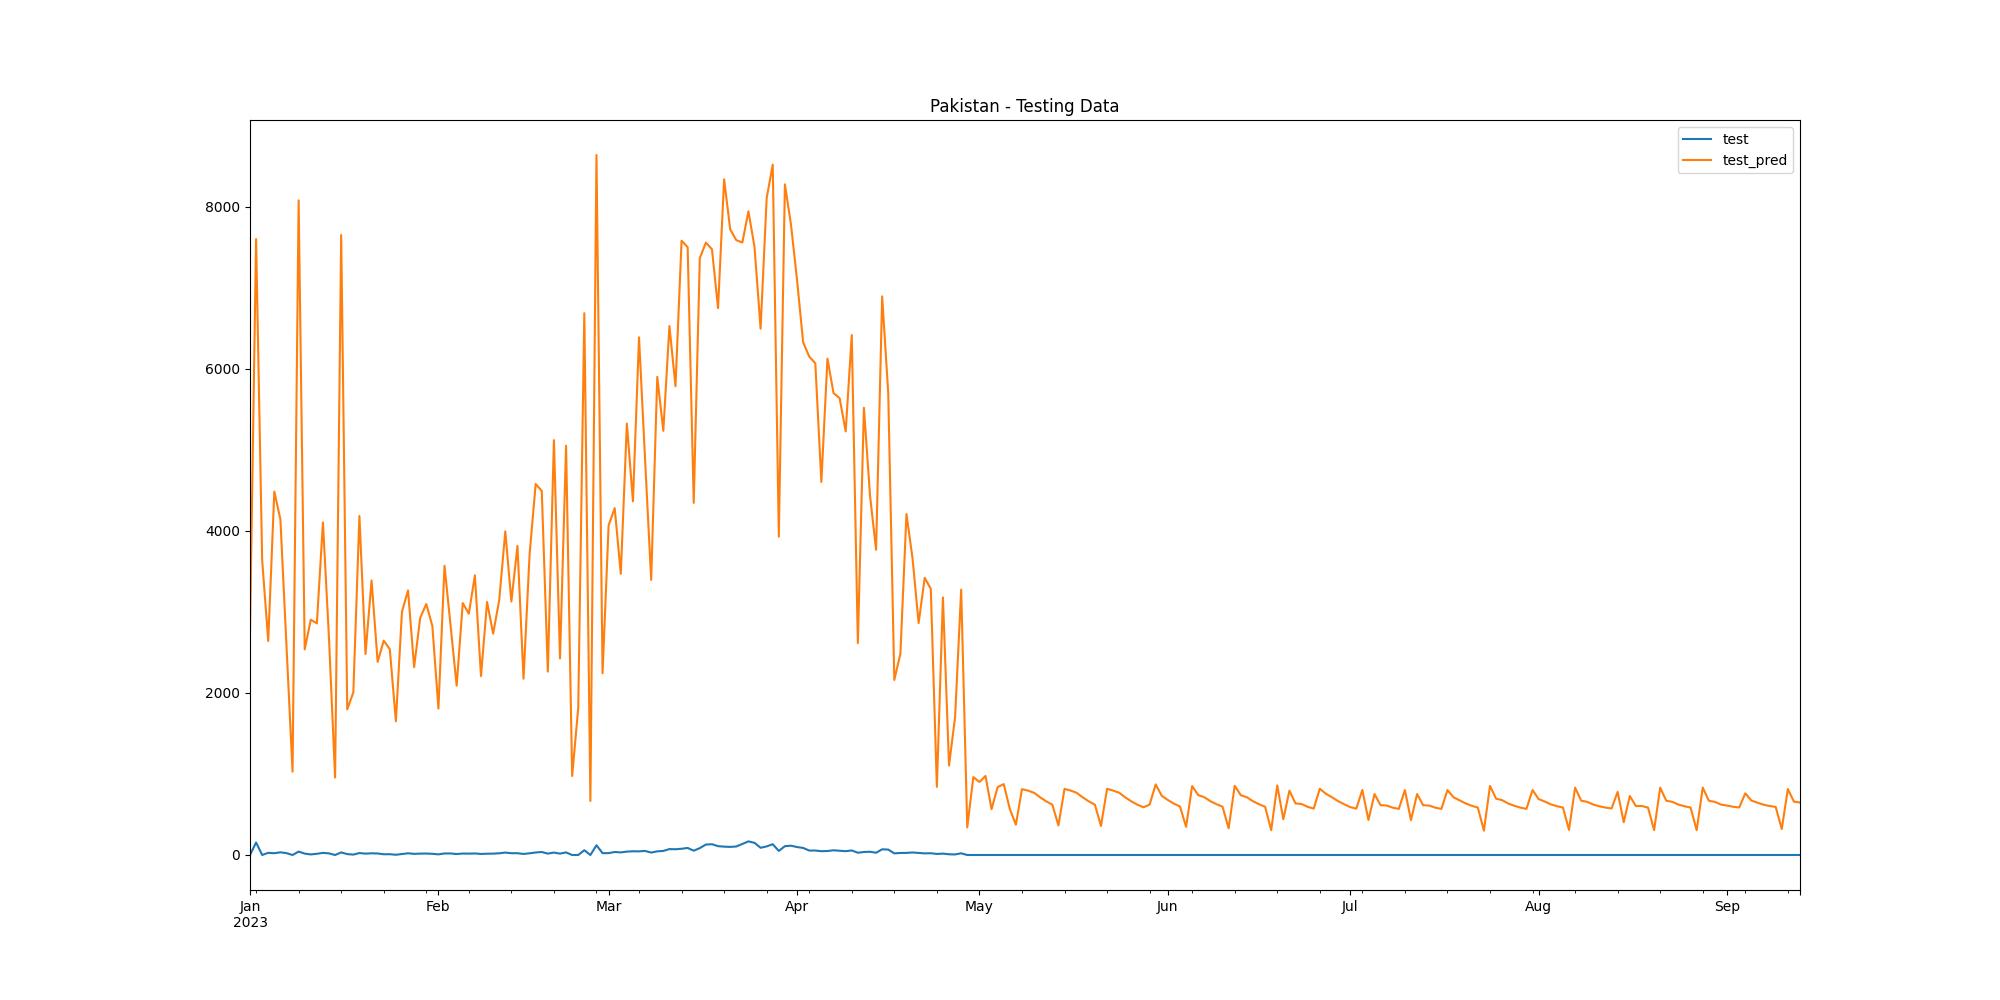 Pakistan - Testing Data
test
test_pred
8000
6000
4000
2000
0
Jan Feb Mar Apr May Jun Jul Aug Sep
2023